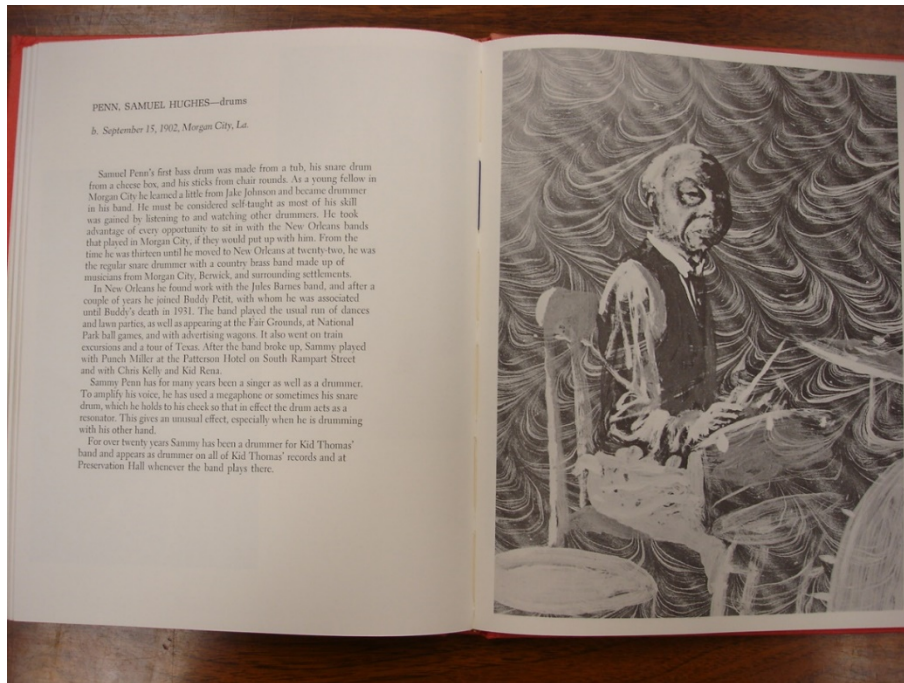 PENN, SAMUEL HUGHES—drums
b. September 15, 1902, Morgan City, La.
Samuel Penn's first bass drum was made from a tub, his snare drum
from a cheese box, and his sticks from chair rounds. As a young fellow in
Morgan City he learned a little from Jake Johnson and became drummer
in his band. He must be considered self-taught as most of his skill
was gained by listening to and watching other drummers. He took
advantage of every opportunity to sit in with the New Orleans bands
that played in Morgan City, if they would put up with him. From the
time he was thirteen until he moved to New Orleans at twenty-two, he was
the regular snare drummer with a country brass band made up of
musicians from Morgan City, Berwick, and surrounding settlements.
In New Orleans he found work with the Jules Barnes band, and after a
couple of years he joined Buddy Petit, with whom he was associated
until Buddy's death in 1931. The band played the usual run of dances
and lawn parties, as well as appearing at the Fair Grounds, at National
Park ball games, and with advertising wagons. It also went on train
excursions and a tour of Texas. After the band broke up, Sammy played
with Punch Miller at the Patterson Hotel on South Rampart Street
and with Chris Kelly and Kid Rena.
Sammy Penn has for many years been a singer as well as a drummer.
To amplify his voice, he has used a megaphone or sometimes his snare
drum, which he holds to his cheek so that in effect the drum acts as a
resonator. This gives an unusual effect, especially when he is drumming
with his other hand.
For over twenty years Sammy has been a drummer for Kid Thomas'
band and appears as drummer on all of Kid Thomas' records and at
Preservation Hall whenever the band plays there.